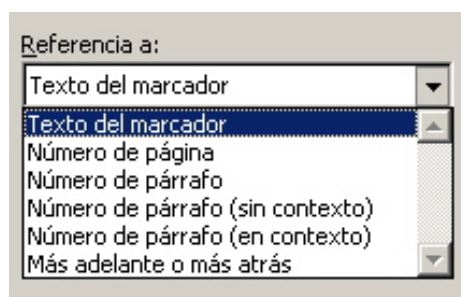 Referencia a:
Texto del marcador
Texto del marcador
Número de página
Número de párrafo
Número de párrafo (sin contexto)
Número de párrafo (en contexto)
Más adelante o más atrás